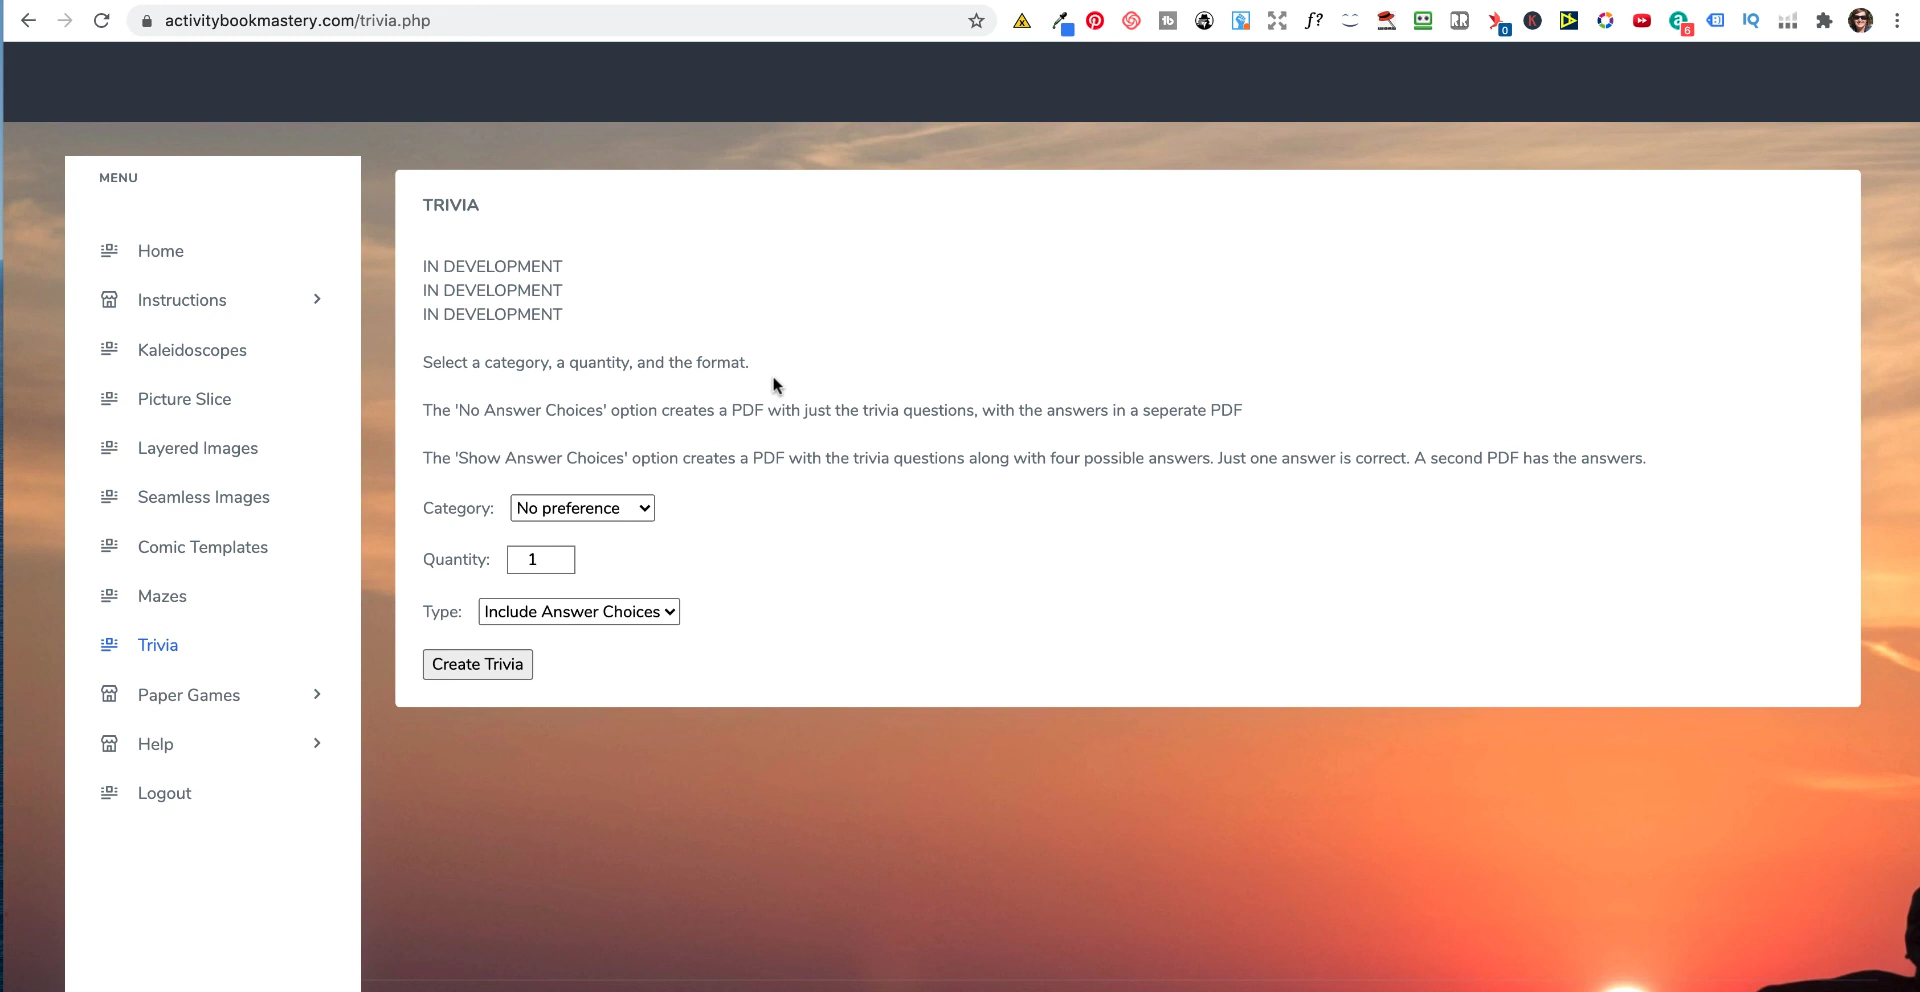 activitybookmastery.com/trivia.php
MENU
Home
Instructions
Kaleidoscopes
Picture Slice
Layered Images
Seamless Images
Comic Templates
Mazes
Trivia
Paper Games
Help
Logout
TRIVIA
IN DEVELOPMENT
IN DEVELOPMENT
IN DEVELOPMENT
Select a category, a quantity, and the format.
The 'No Answer Choices' option creates a PDF with just the trivia questions, with the answers in a seperate PDF
The 'Show Answer Choices' option creates a PDF with the trivia questions along with four possible answers. Just one answer is correct. A second PDF has the answers.
Category: No preference
Quantity: 1
Type: Include Answer Choices
Create Trivia